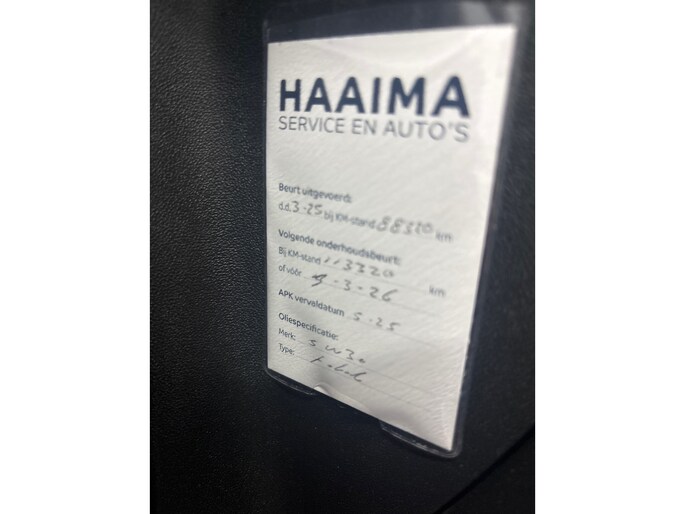 HAAIMA
SERVICE EN AUTO'S
Beurt uitgevoerd:
d.d. 3-25 bij KM-stand 88320 km
Volgende onderhoudsbeurt:
Bij KM-stand 113320 km
of vóór 3-26
APK vervaldatum 5-25
Oliespecificatie:
Merk: 5W30
Type: